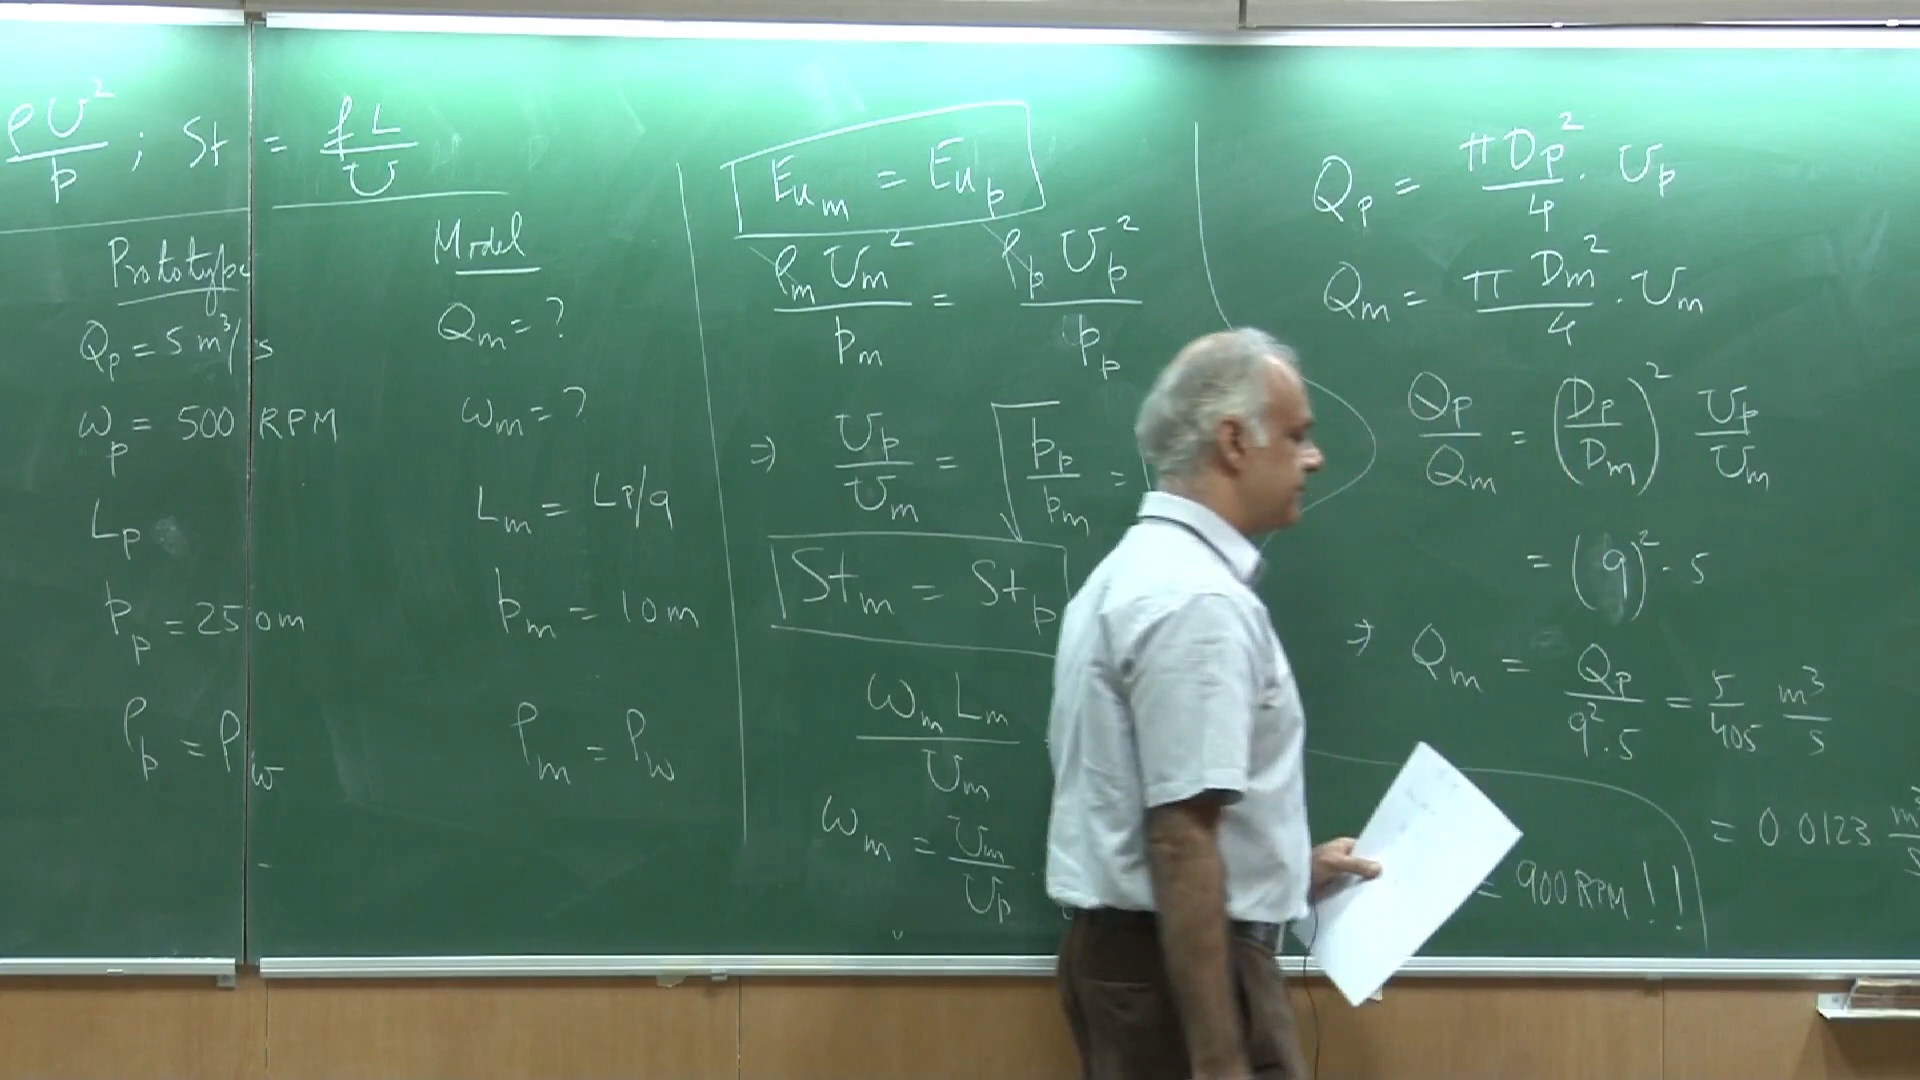 ρU²/p ; St = fL/U
Prototype
Qp = 5 m³/s
ωp = 500 RPM
Lp
pp = 250m
ρp = ρw
Model
Qm = ?
ωm = ?
Lm = Lp/9
pm = 10m
ρm = ρw
Eum = Eup
ρm Um²/pm = ρp Up²/pp
⇒ Up/Um = √pp/pm =
Stm = Stp
ωm Lm/Um
ωm = Um/Up .
= 900 RPM!!
Qp = πDp²/4 . Up
Qm = π Dm²/4 . Um
Qp/Qm = (Dp/Dm)² Up/Um
= (9)² . 5
⇒ Qm = Qp/9².5 = 5/405 m³/s
= 0.0123 m³/s